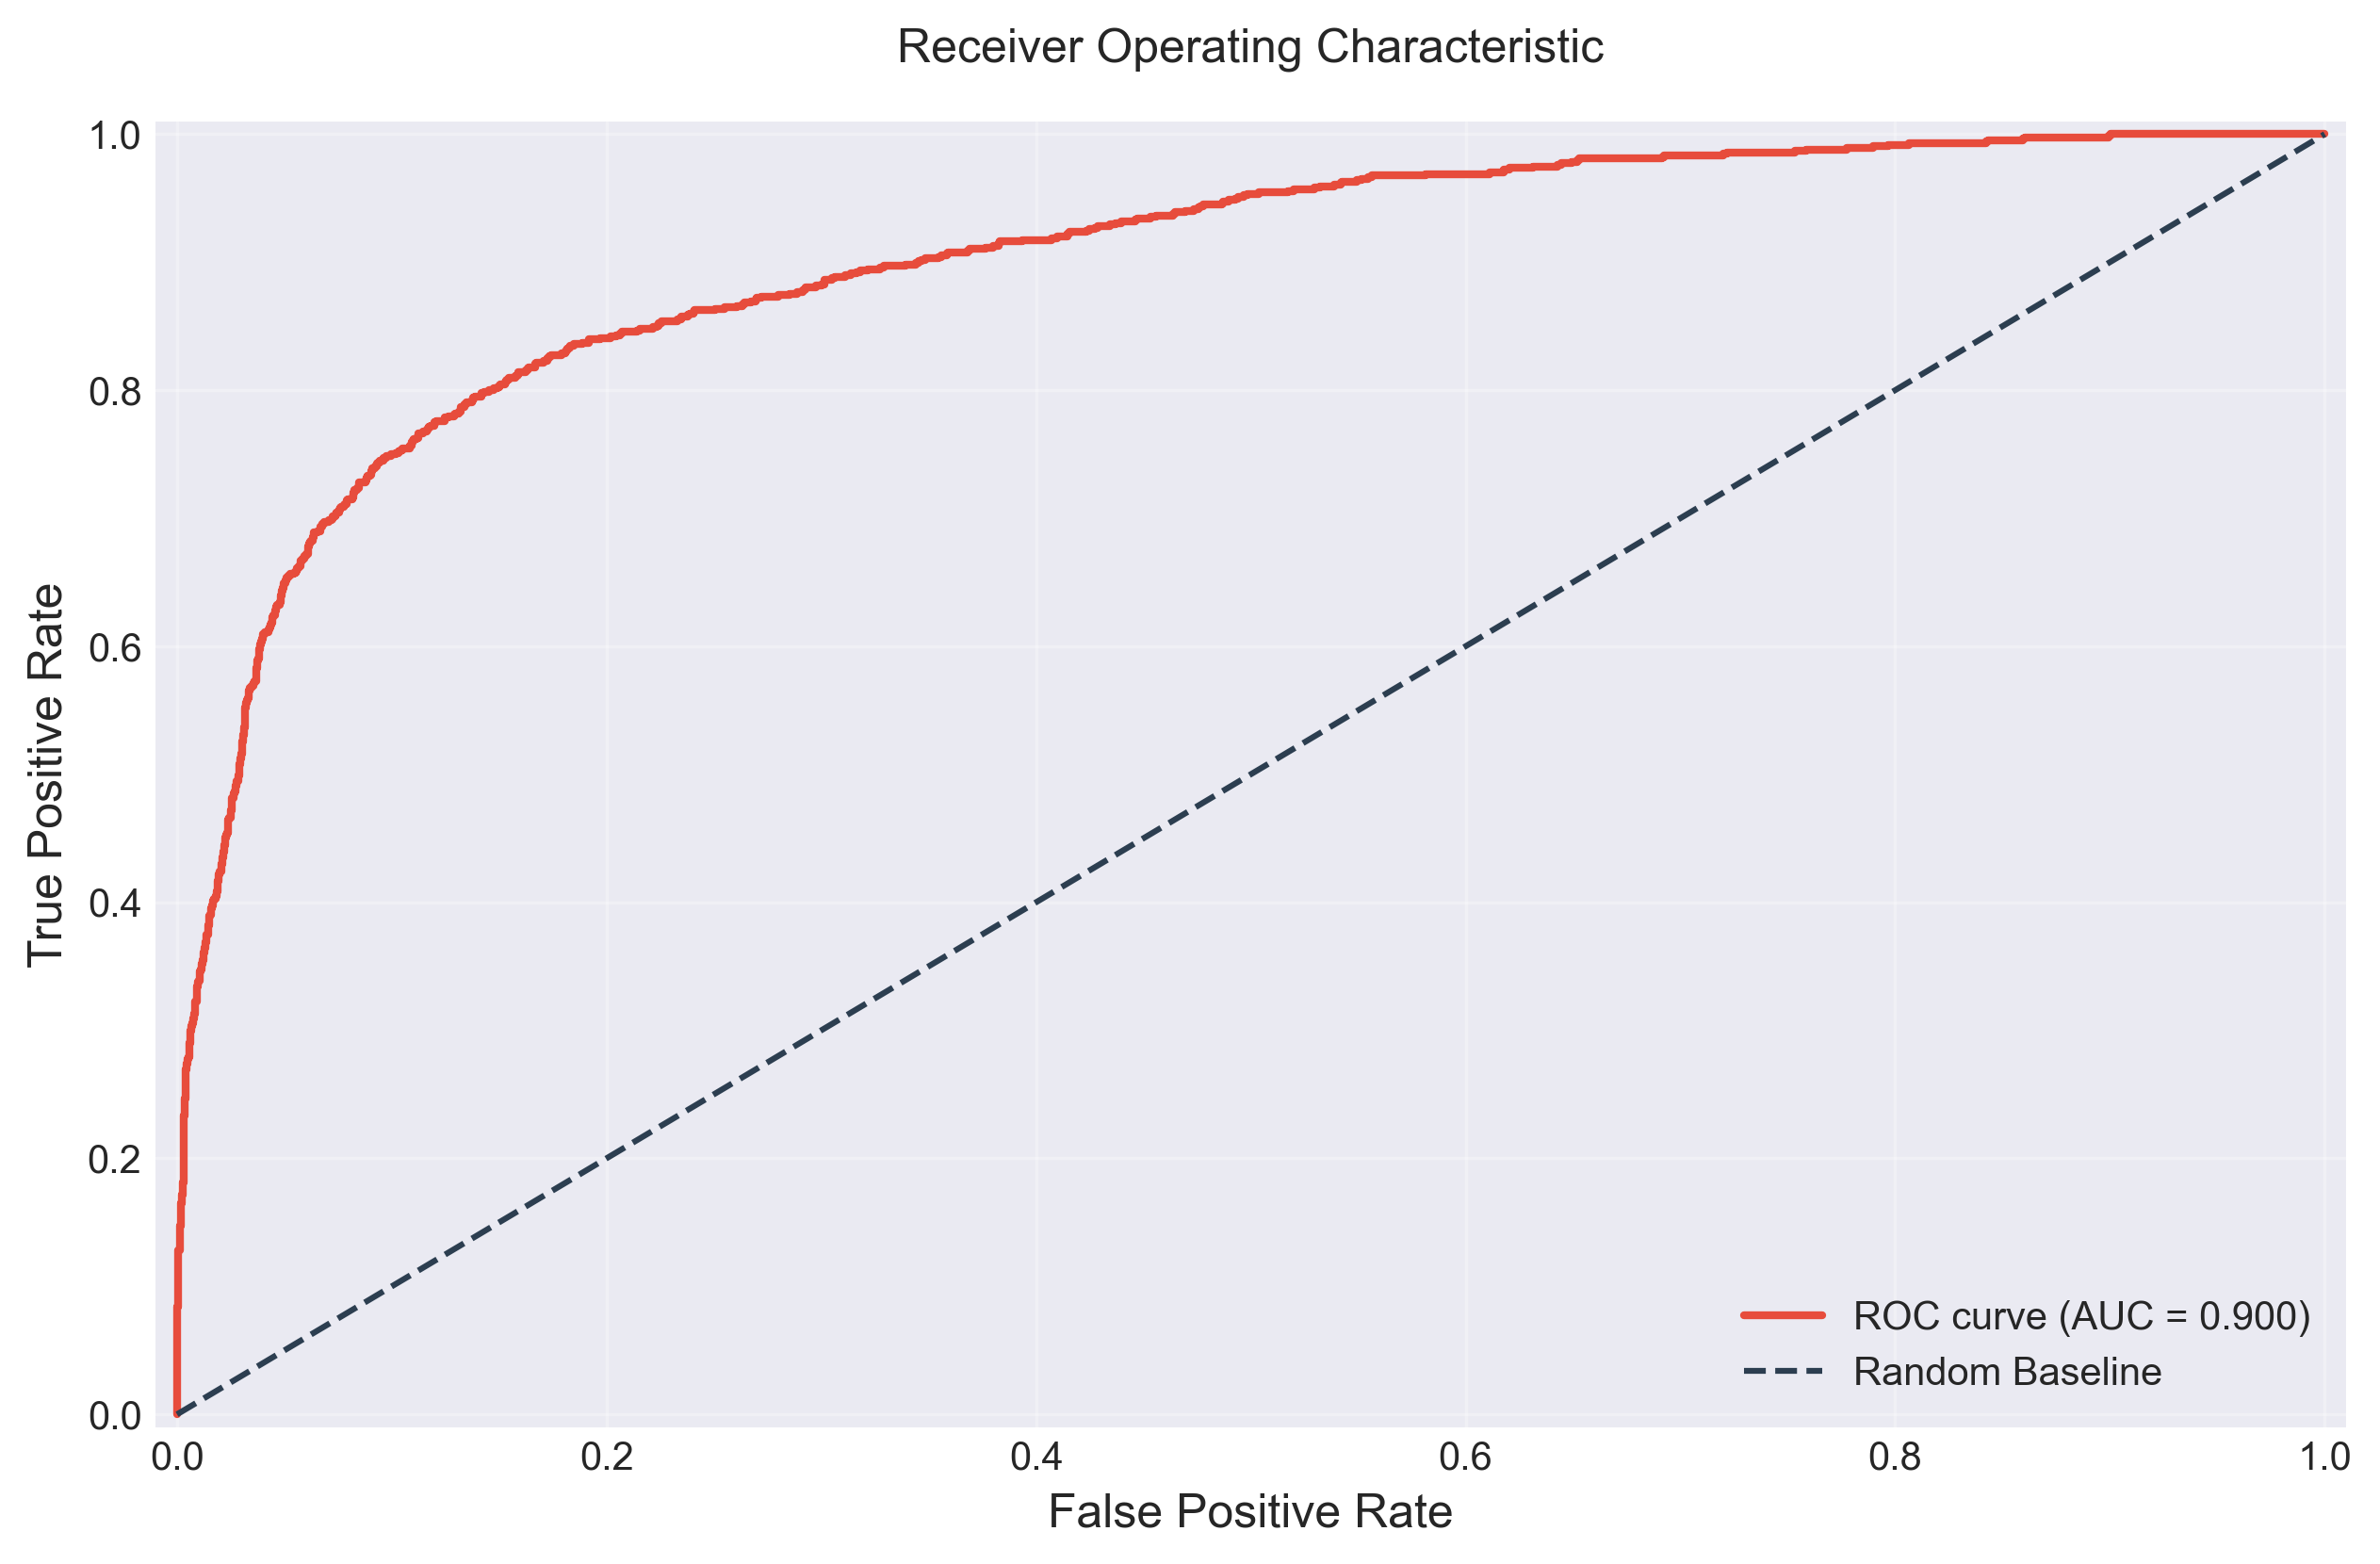 Receiver Operating Characteristic
1.0
0.8
0.6
0.4
0.2
0.0
True Positive Rate
0.0 0.2 0.4 0.6 0.8 1.0
False Positive Rate
ROC curve (AUC = 0.900)
Random Baseline